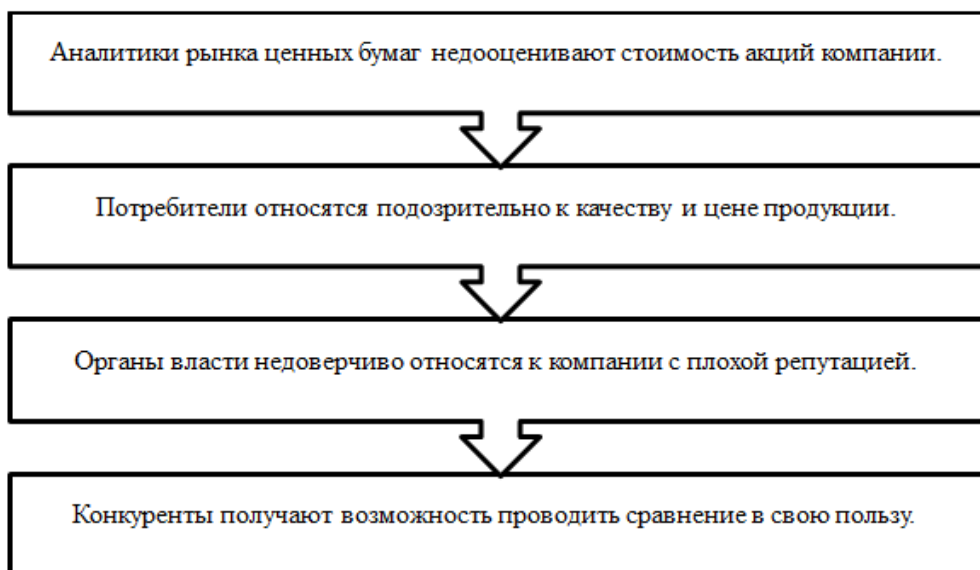 Аналитики рынка ценных бумаг недооценивают стоимость акций компании.
Потребители относятся подозрительно к качеству и цене продукции.
Органы власти недоверчиво относятся к компании с плохой репутацией.
Конкуренты получают возможность проводить сравнение в свою пользу.